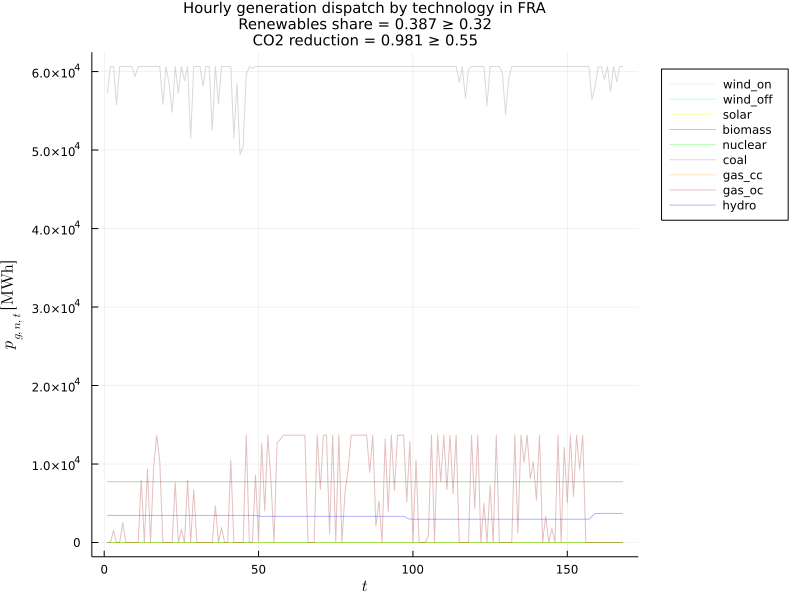 Hourly generation dispatch by technology in FRA
Renewables share = 0.387 ≥ 0.32
CO2 reduction = 0.981 ≥ 0.55
6.0×10⁴
5.0×10⁴
4.0×10⁴
3.0×10⁴
2.0×10⁴
1.0×10⁴
0
p_{g,n,t} [MWh]
0 50 100 150
t
wind_on
wind_off
solar
biomass
nuclear
coal
gas_cc
gas_oc
hydro